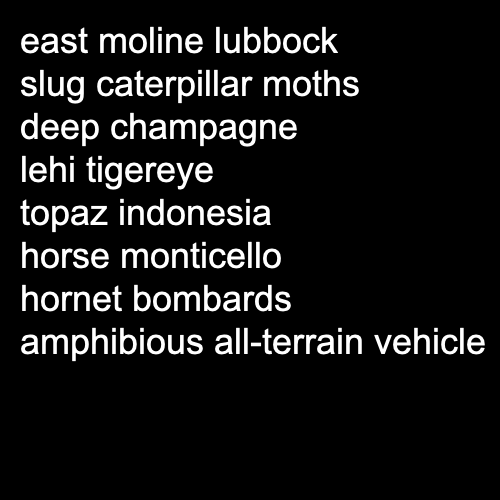 east moline lubbock
slug caterpillar moths
deep champagne
lehi tigereye
topaz indonesia
horse monticello
hornet bombards
amphibious all-terrain vehicle